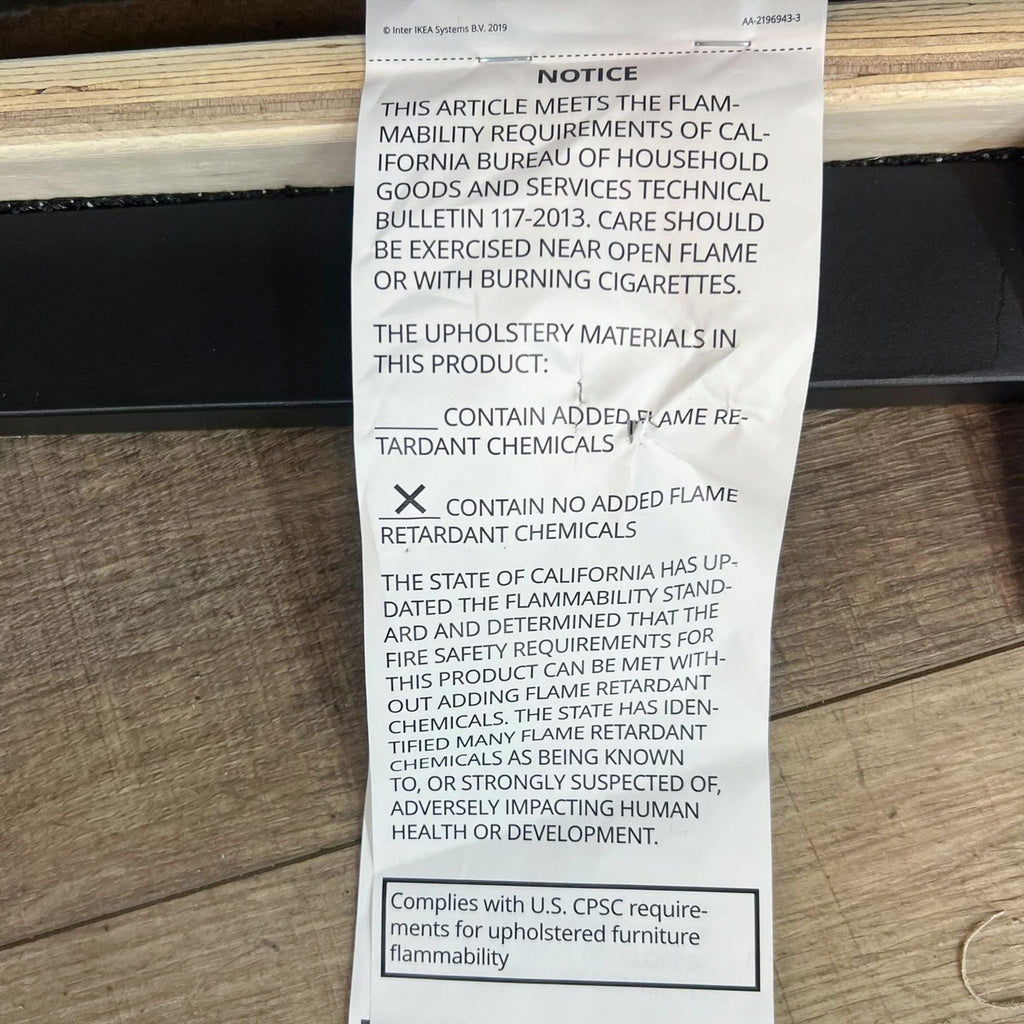 © Inter IKEA Systems B.V. 2019
AA-2196943-3
NOTICE
THIS ARTICLE MEETS THE FLAM-
MABILITY REQUIREMENTS OF CAL-
IFORNIA BUREAU OF HOUSEHOLD
GOODS AND SERVICES TECHNICAL
BULLETIN 117-2013. CARE SHOULD
BE EXERCISED NEAR OPEN FLAME
OR WITH BURNING CIGARETTES.
THE UPHOLSTERY MATERIALS IN
THIS PRODUCT:
_____ CONTAIN ADDED FLAME RE-
TARDANT CHEMICALS
X CONTAIN NO ADDED FLAME
RETARDANT CHEMICALS
THE STATE OF CALIFORNIA HAS UP-
DATED THE FLAMMABILITY STAND-
ARD AND DETERMINED THAT THE
FIRE SAFETY REQUIREMENTS FOR
THIS PRODUCT CAN BE MET WITH-
OUT ADDING FLAME RETARDANT
CHEMICALS. THE STATE HAS IDEN-
TIFIED MANY FLAME RETARDANT
CHEMICALS AS BEING KNOWN
TO, OR STRONGLY SUSPECTED OF,
ADVERSELY IMPACTING HUMAN
HEALTH OR DEVELOPMENT.
Complies with U.S. CPSC require-
ments for upholstered furniture
flammability